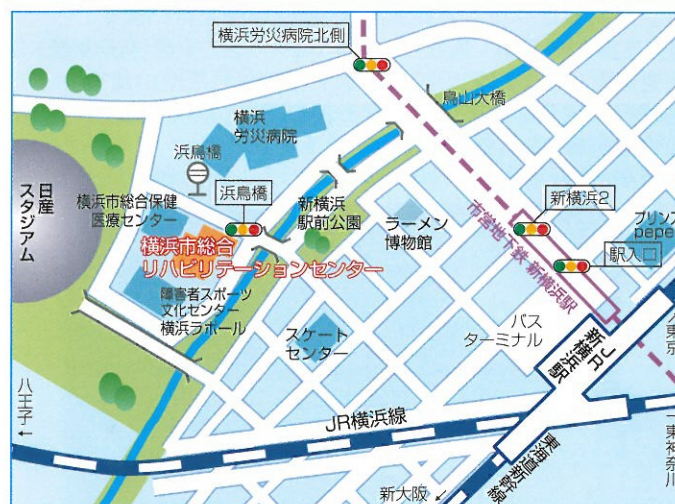 横浜労災病院北側
鳥山大橋
横浜
労災病院
浜鳥橋
日産
スタジアム
横浜市総合保健
医療センター
浜鳥橋
新横浜
駅前公園
ラーメン
博物館
新横浜2
プリンス
pepe
市営地下鉄 新横浜駅
駅入口
横浜市総合
リハビリテーションセンター
障害者スポーツ
文化センター
横浜ラポール
スケート
センター
バス
ターミナル
JR
新横浜駅
八王子←
JR横浜線
東海道新幹線
新大阪
東京
東神奈川